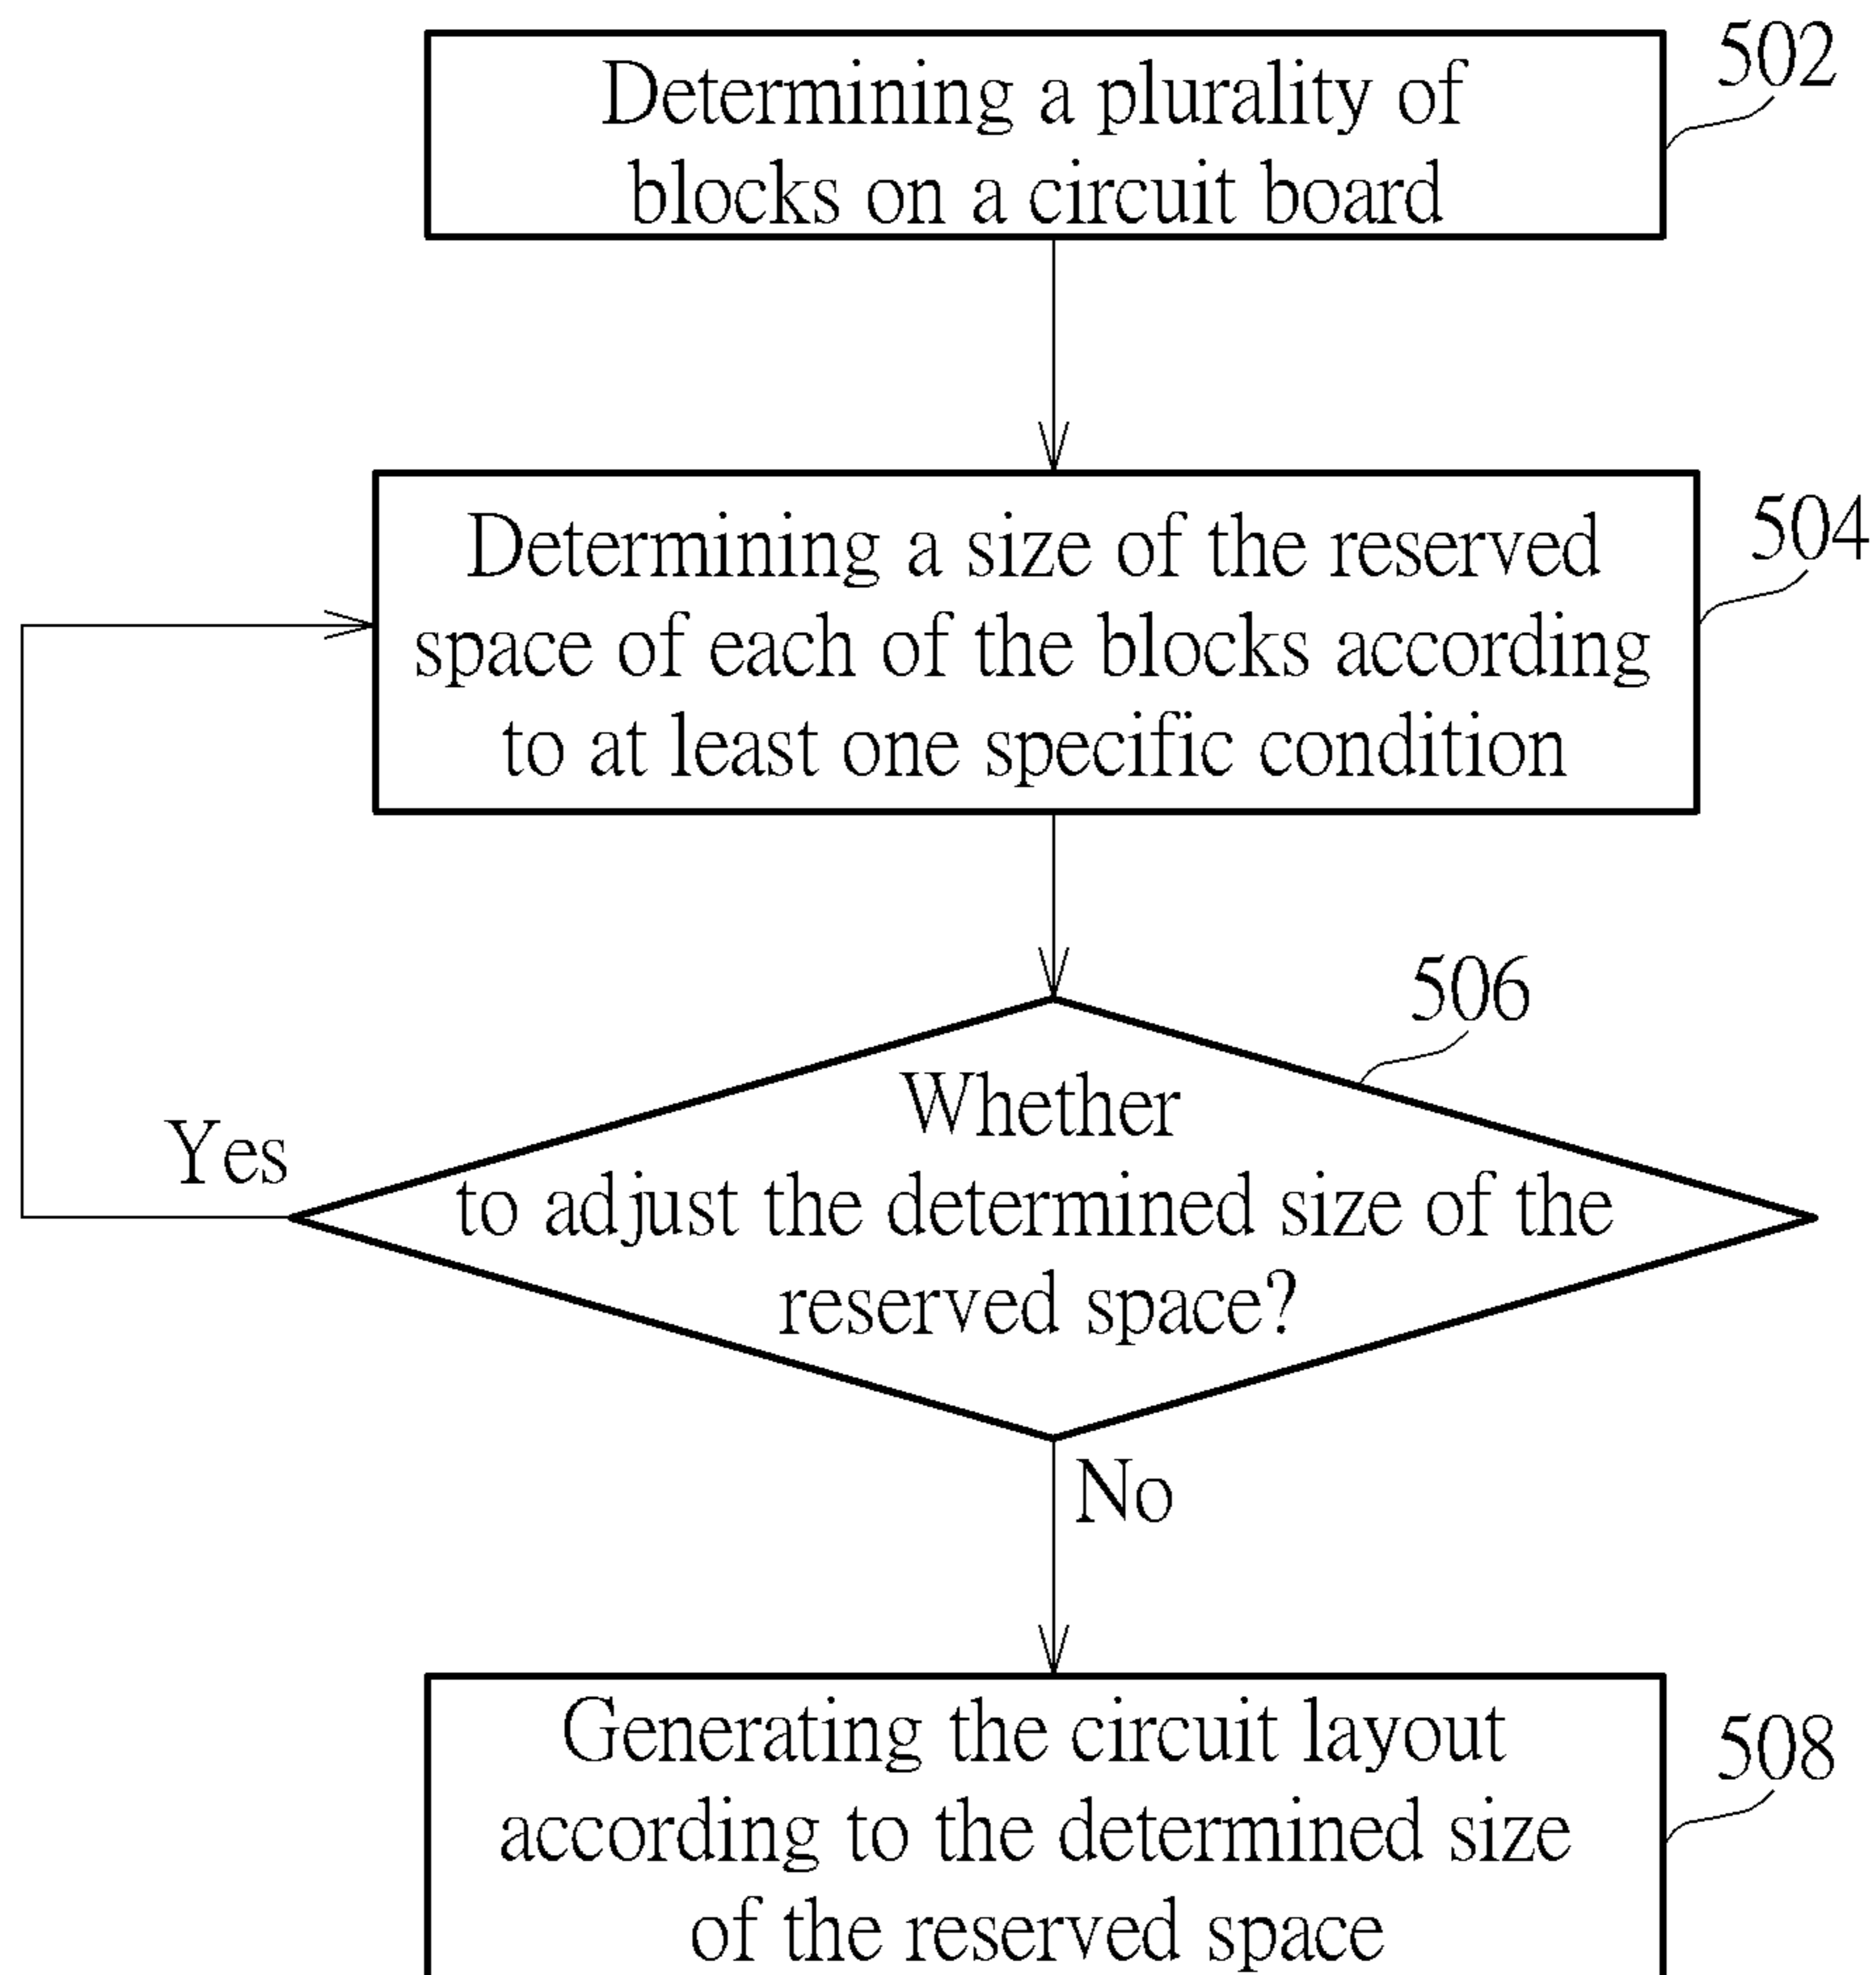 Determining a plurality of
blocks on a circuit board
502
Determining a size of the reserved
space of each of the blocks according
to at least one specific condition
504
506
Whether
to adjust the determined size of the
reserved space?
Yes
No
Generating the circuit layout
according to the determined size
of the reserved space
508